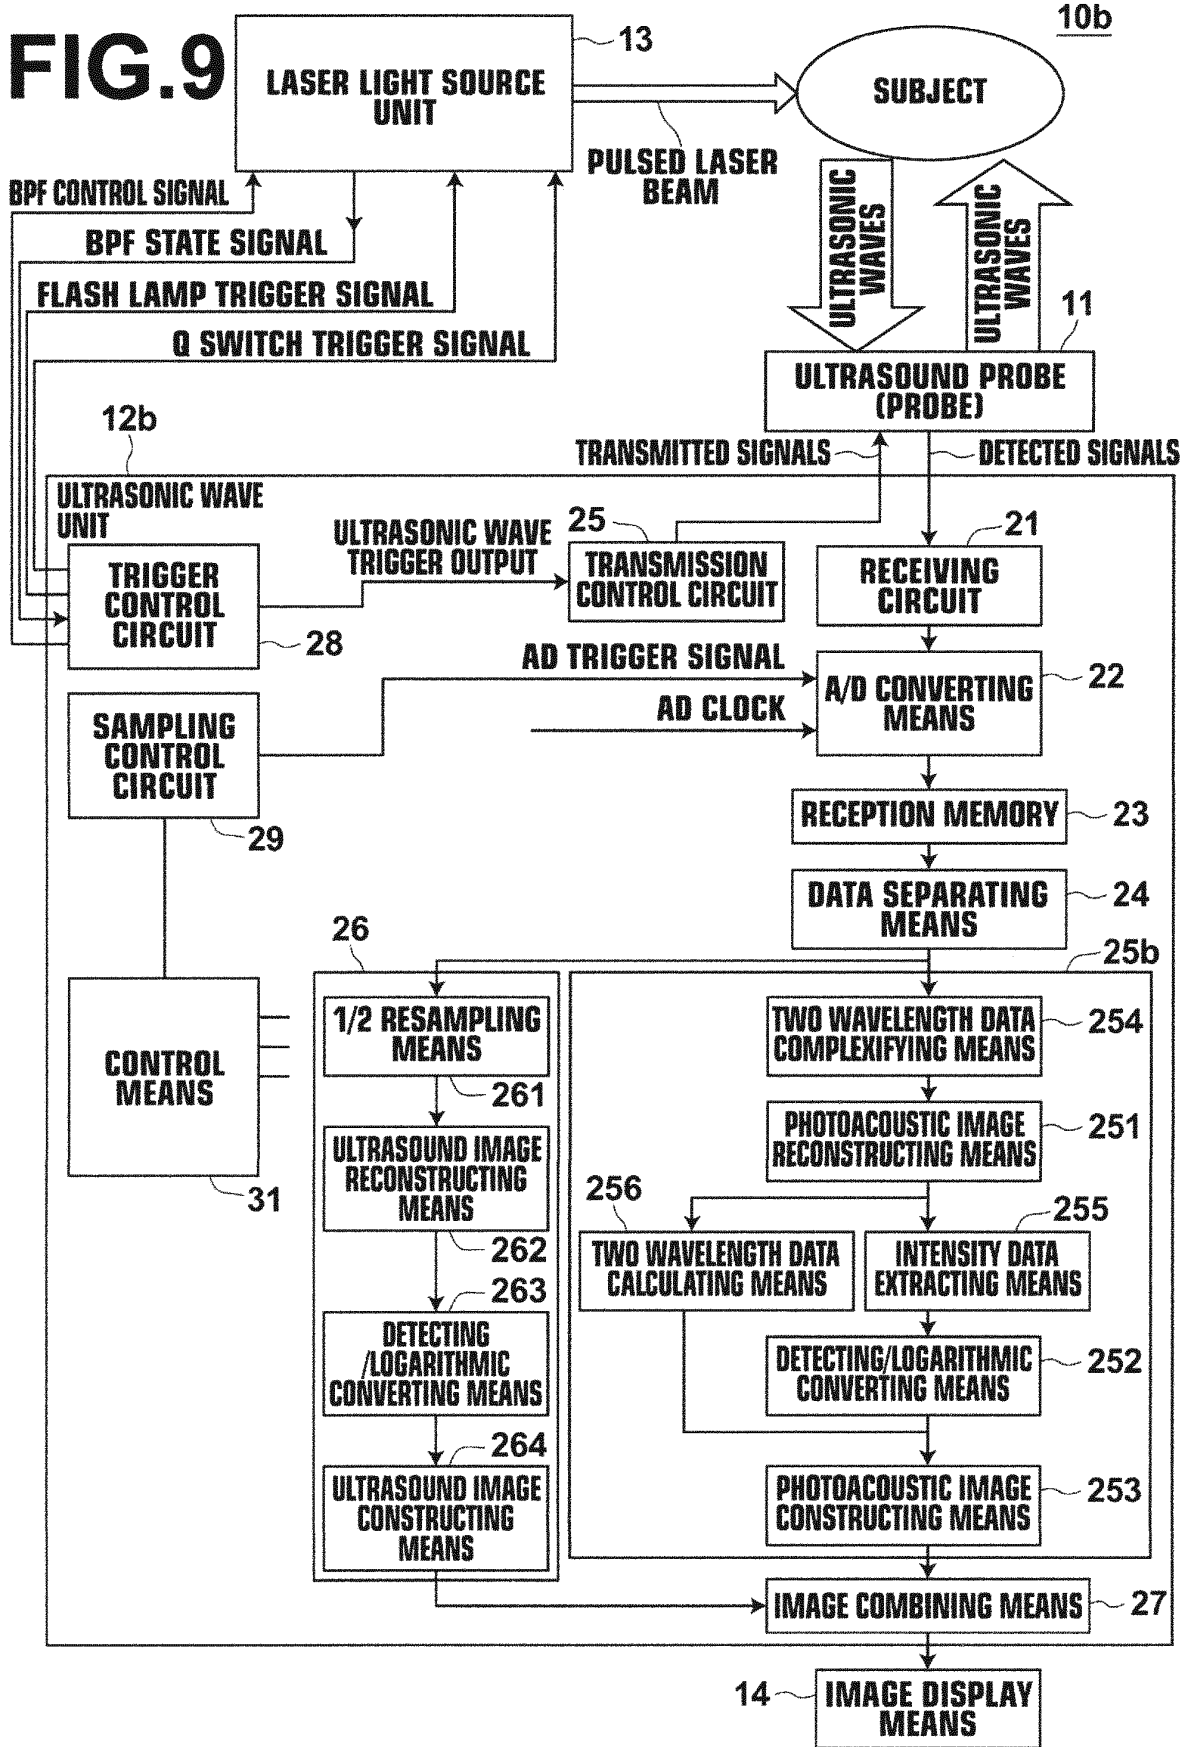 FIG.9
10b
13
LASER LIGHT SOURCE
UNIT
SUBJECT
PULSED LASER
BEAM
BPF CONTROL SIGNAL
BPF STATE SIGNAL
FLASH LAMP TRIGGER SIGNAL
Q SWITCH TRIGGER SIGNAL
ULTRASONIC
WAVES
ULTRASONIC
WAVES
11
ULTRASOUND PROBE
(PROBE)
12b
TRANSMITTED SIGNALS
DETECTED SIGNALS
ULTRASONIC WAVE
UNIT
ULTRASONIC WAVE
TRIGGER OUTPUT
25
TRANSMISSION
CONTROL CIRCUIT
21
RECEIVING
CIRCUIT
TRIGGER
CONTROL
CIRCUIT
28
AD TRIGGER SIGNAL
AD CLOCK
A/D CONVERTING
MEANS
22
SAMPLING
CONTROL
CIRCUIT
29
RECEPTION MEMORY
23
DATA SEPARATING
MEANS
24
26
25b
CONTROL
MEANS
31
1/2 RESAMPLING
MEANS
261
TWO WAVELENGTH DATA
COMPLEXIFYING MEANS
254
ULTRASOUND IMAGE
RECONSTRUCTING
MEANS
262
PHOTOACOUSTIC IMAGE
RECONSTRUCTING MEANS
251
256
TWO WAVELENGTH DATA
CALCULATING MEANS
255
INTENSITY DATA
EXTRACTING MEANS
263
DETECTING
/LOGARITHMIC
CONVERTING MEANS
DETECTING/LOGARITHMIC
CONVERTING MEANS
252
264
ULTRASOUND IMAGE
CONSTRUCTING
MEANS
PHOTOACOUSTIC IMAGE
CONSTRUCTING MEANS
253
IMAGE COMBINING MEANS
27
14
IMAGE DISPLAY
MEANS